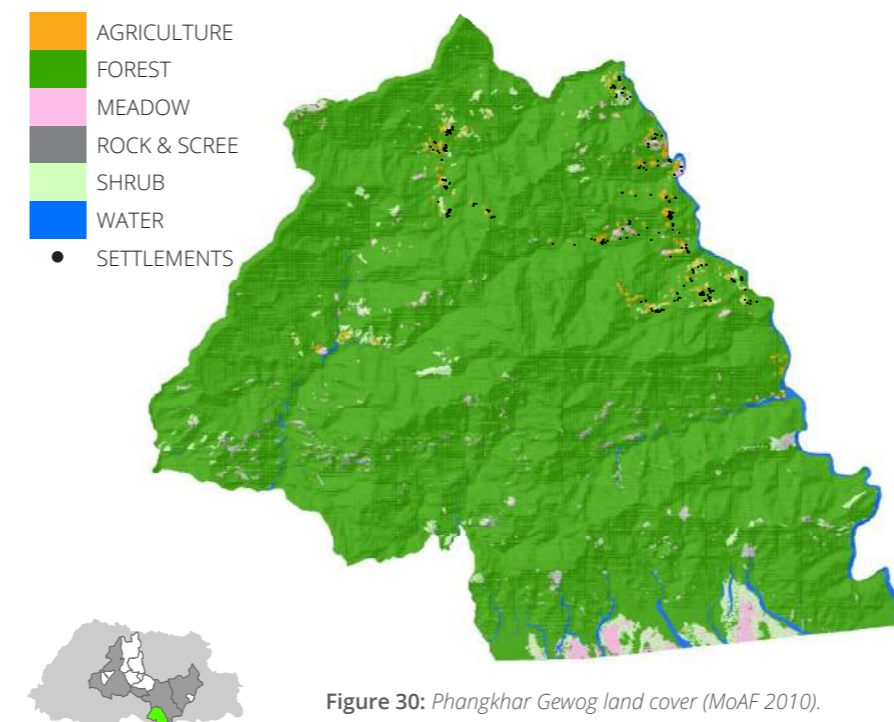 AGRICULTURE
FOREST
MEADOW
ROCK & SCREE
SHRUB
WATER
SETTLEMENTS
Figure 30: Phangkhar Gewog land cover (MoAF 2010).